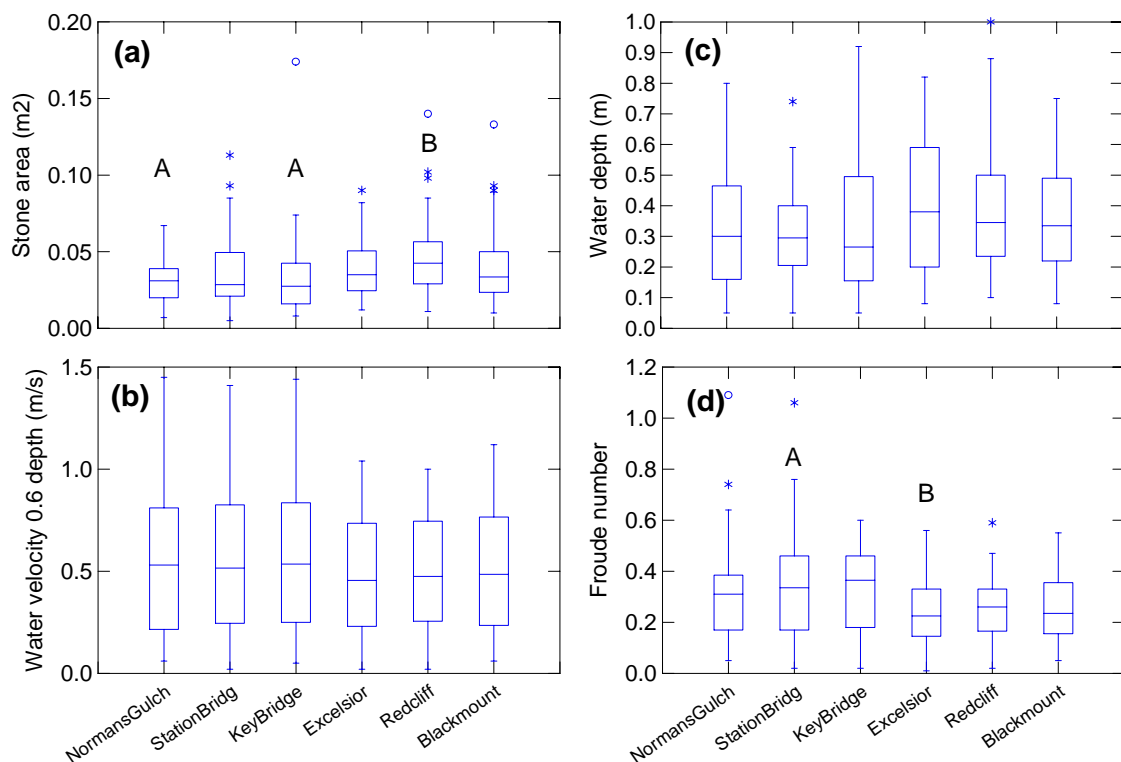 (a)
Stone area (m2)
0.20
0.15
0.10
0.05
0.00
A
A
B
(c)
Water depth (m)
1.0
0.9
0.8
0.7
0.6
0.5
0.4
0.3
0.2
0.1
0.0
(b)
Water velocity 0.6 depth (m/s)
1.5
1.0
0.5
0.0
NormansGulch
StationBridg
KeyBridge
Excelsior
Redcliff
Blackmount
(d)
Froude number
1.2
1.0
0.8
0.6
0.4
0.2
0.0
A
B
NormansGulch
StationBridg
KeyBridge
Excelsior
Redcliff
Blackmount